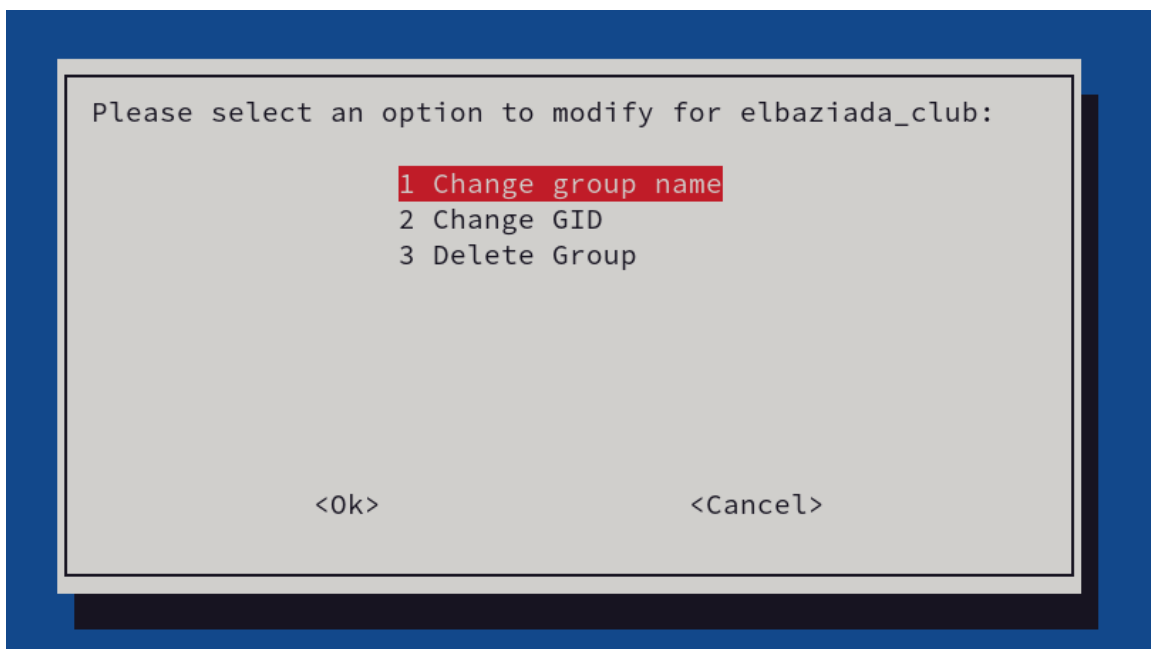 Please select an option to modify for elbaziada_club:
1 Change group name
2 Change GID
3 Delete Group
<Ok> <Cancel>